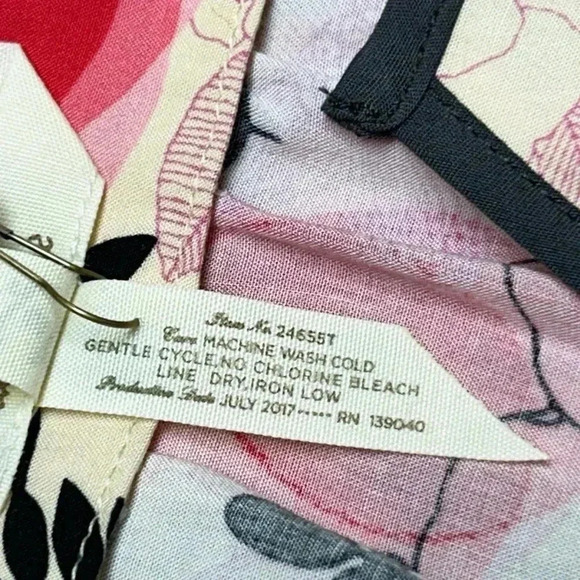 Item No. 24655T
Care MACHINE WASH COLD
GENTLE CYCLE,NO CHLORINE BLEACH
LINE DRY,IRON LOW
Production Date JULY 2017***** RN 139040